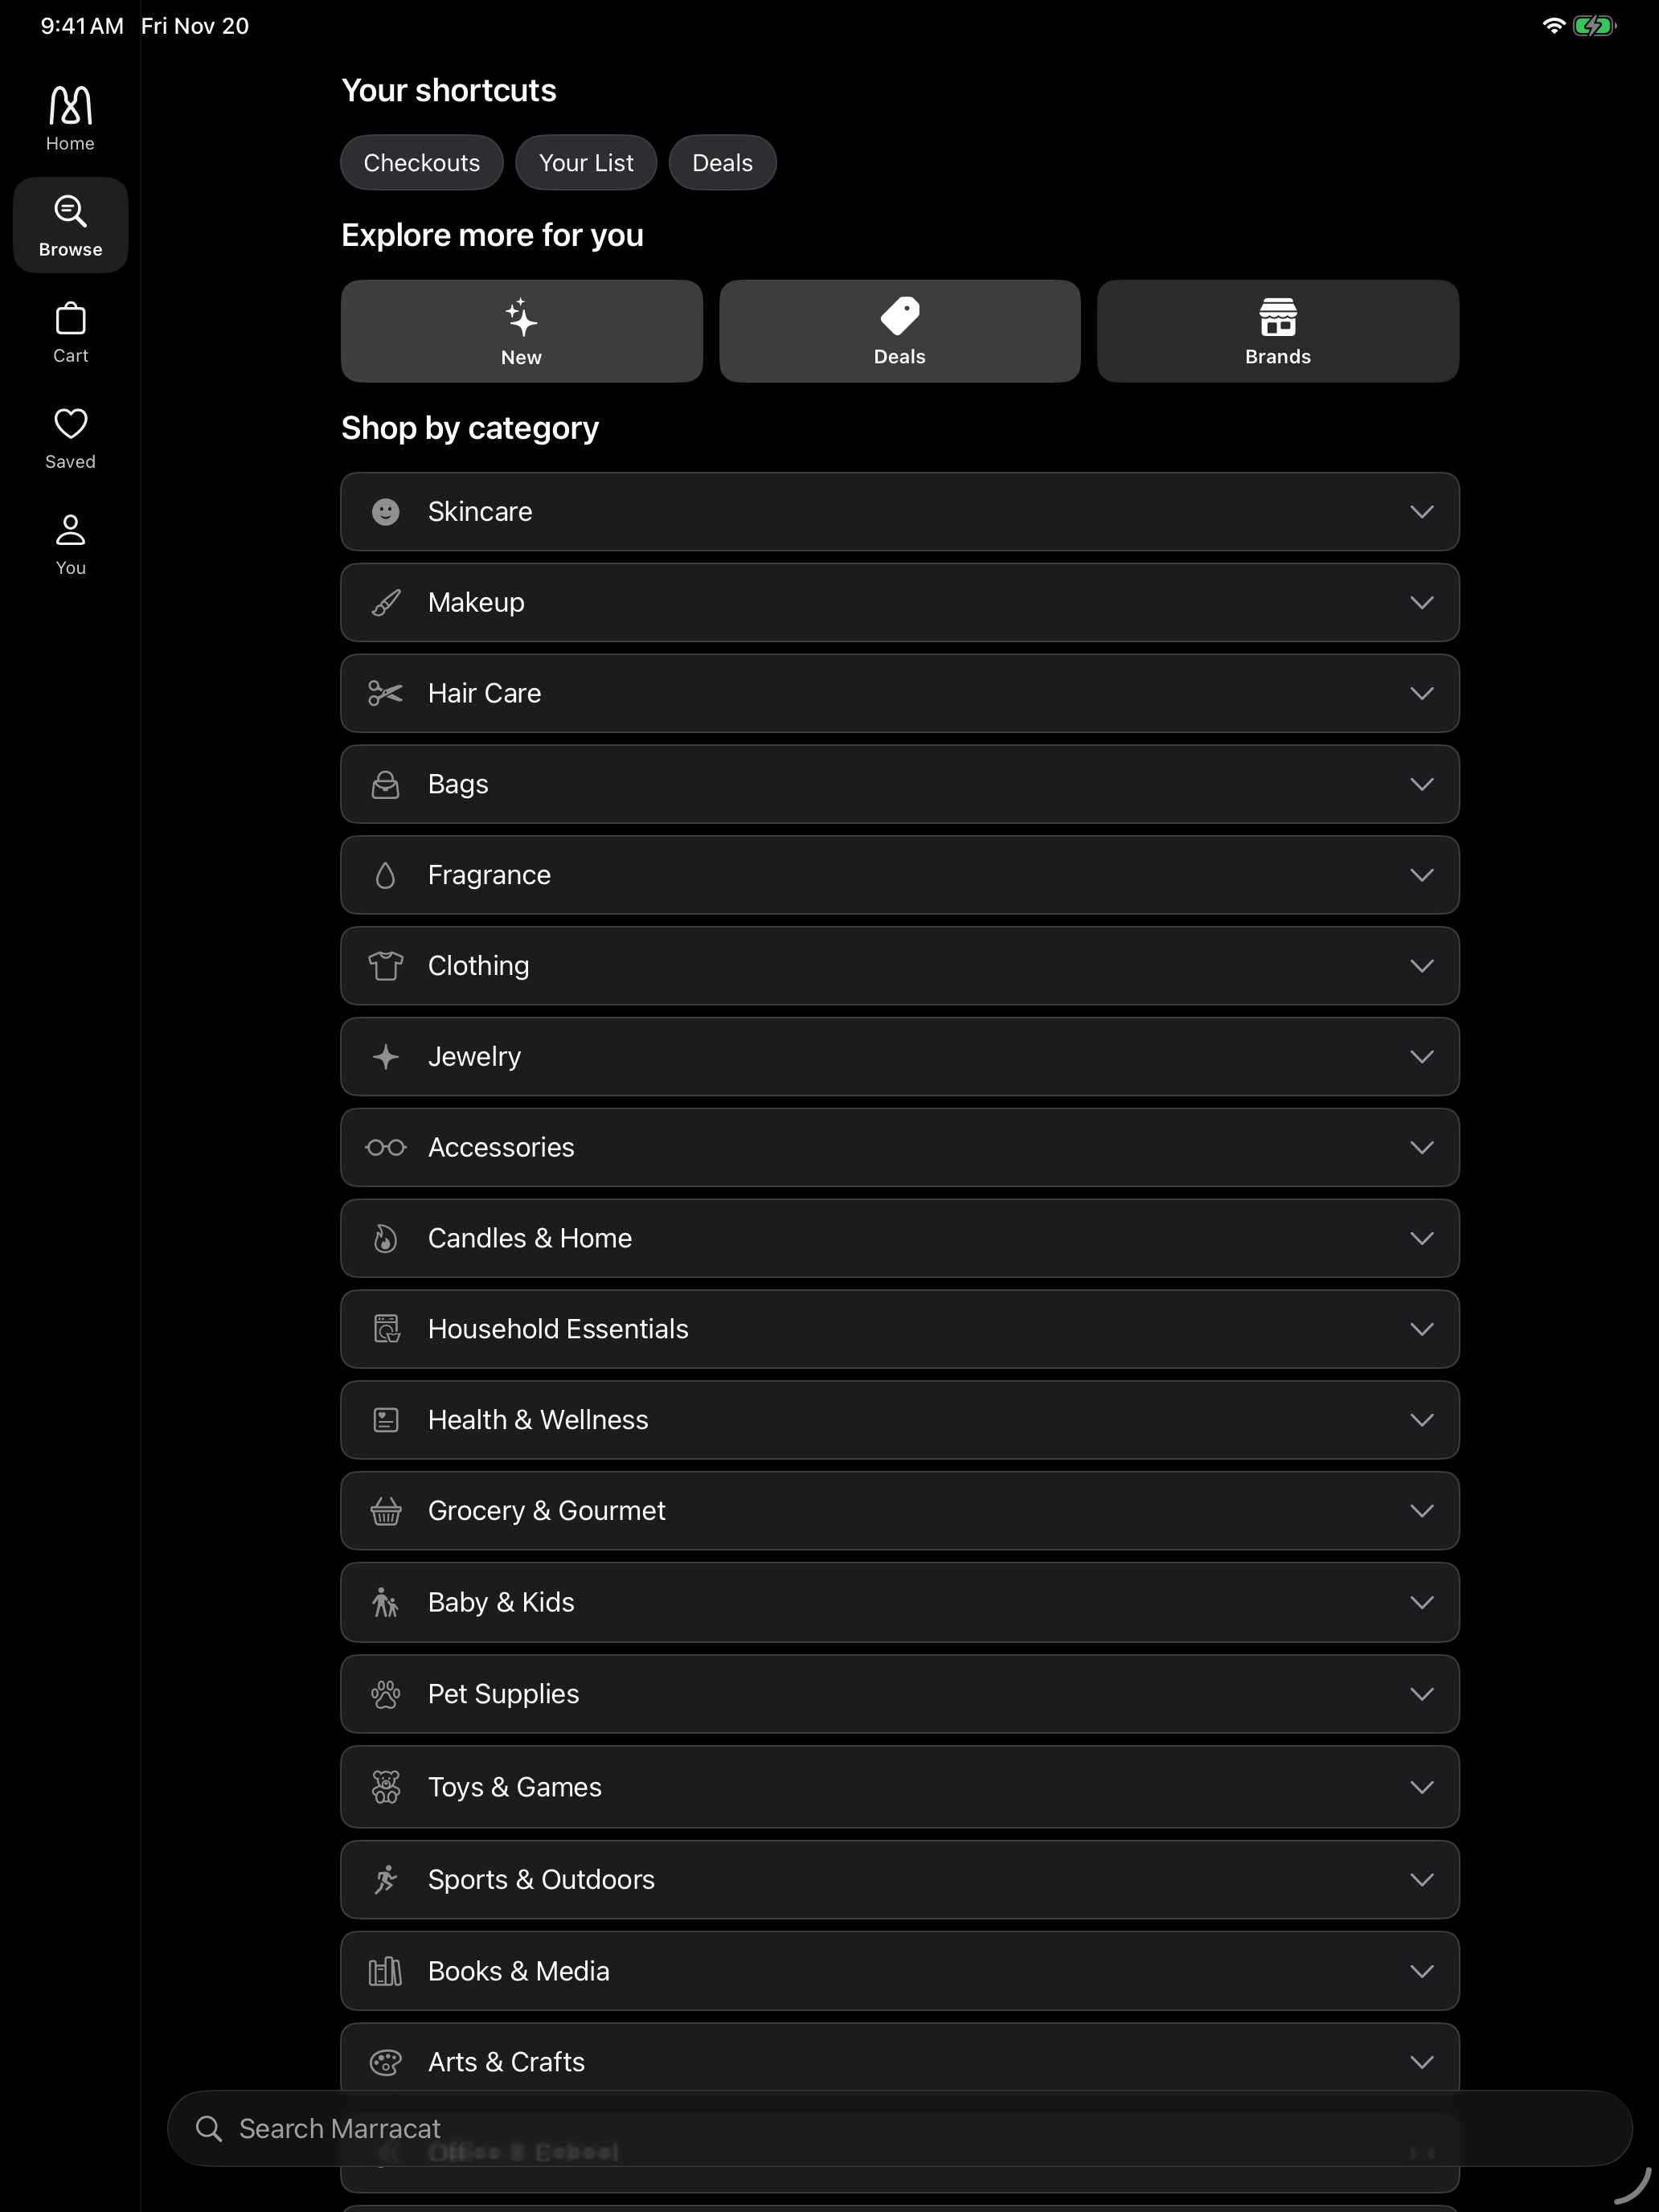 9:41 AM Fri Nov 20
Home
Browse
Cart
Saved
You
Your shortcuts
Checkouts Your List Deals
Explore more for you
New Deals Brands
Shop by category
Skincare
Makeup
Hair Care
Bags
Fragrance
Clothing
Jewelry
Accessories
Candles & Home
Household Essentials
Health & Wellness
Grocery & Gourmet
Baby & Kids
Pet Supplies
Toys & Games
Sports & Outdoors
Books & Media
Arts & Crafts
Search Marracat
Office & School